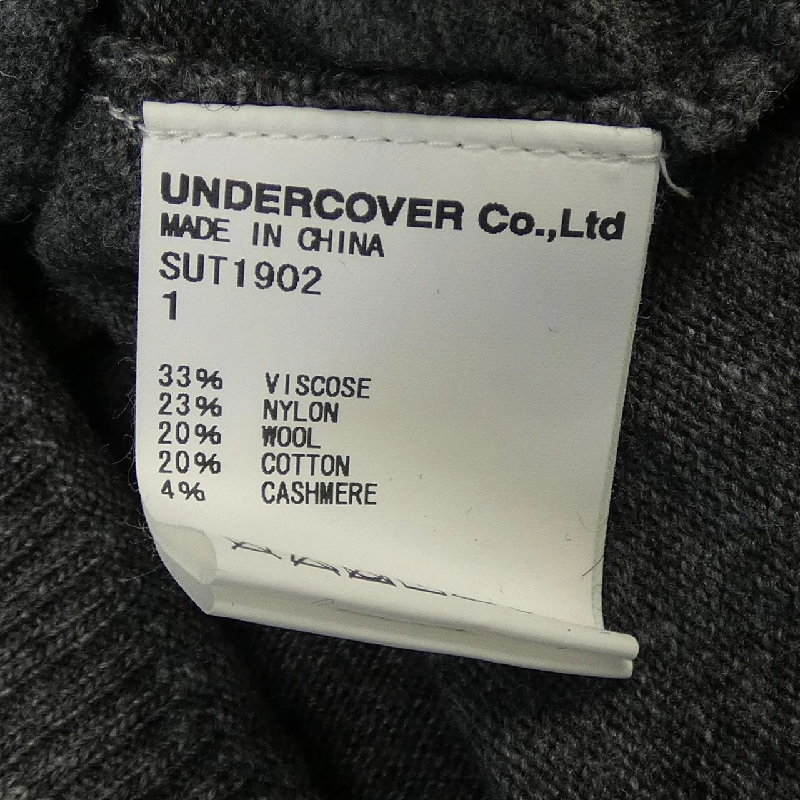 UNDERCOVER Co.,Ltd
MADE IN CHINA
SUT1902
1
33% VISCOSE
23% NYLON
20% WOOL
20% COTTON
4% CASHMERE